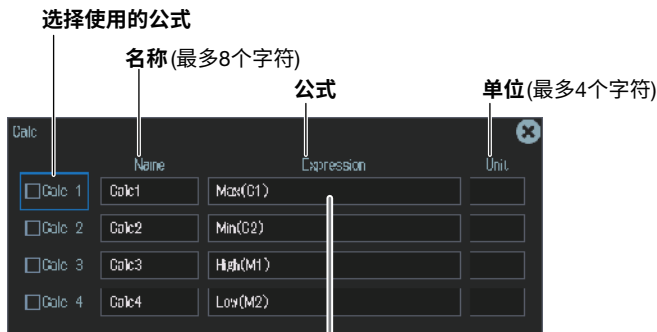 选择使用的公式
名称(最多8个字符)
公式
单位(最多4个字符)
Calc
Name Expression Unit
Calc 1 Calc1 Max(C1)
Calc 2 Calc2 Min(C2)
Calc 3 Calc3 High(M1)
Calc 4 Calc4 Low(M2)